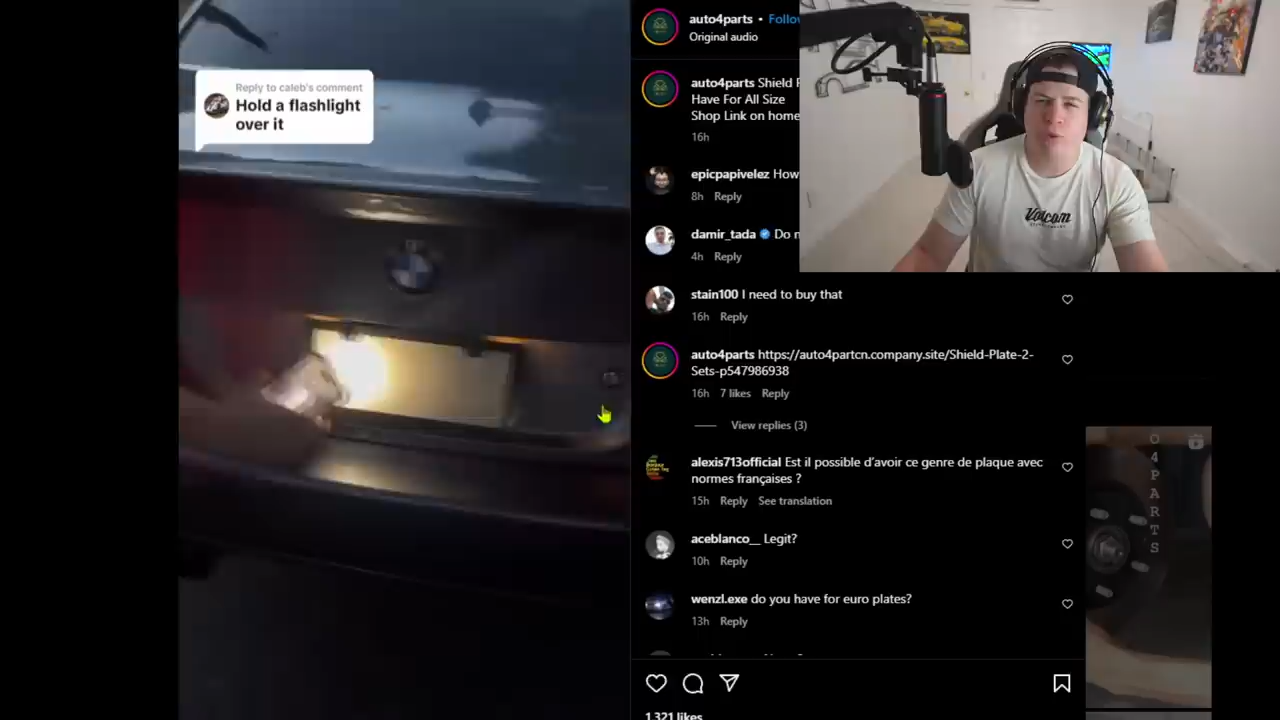 Reply to caleb's comment
Hold a flashlight
over it
auto4parts • Follow
Original audio
auto4parts Shield P
Have For All Size
Shop Link on home
16h
epicpapivelez How
8h Reply
damir_tada Do n
4h Reply
stain100 I need to buy that
16h Reply
auto4parts https://auto4partcn.company.site/Shield-Plate-2-
Sets-p547986938
16h 7 likes Reply
View replies (3)
alexis713official Est il possible d'avoir ce genre de plaque avec
normes françaises ?
15h Reply See translation
aceblanco__ Legit?
10h Reply
wenzl.exe do you have for euro plates?
13h Reply
1,321 likes
Volcom
O4PARTS